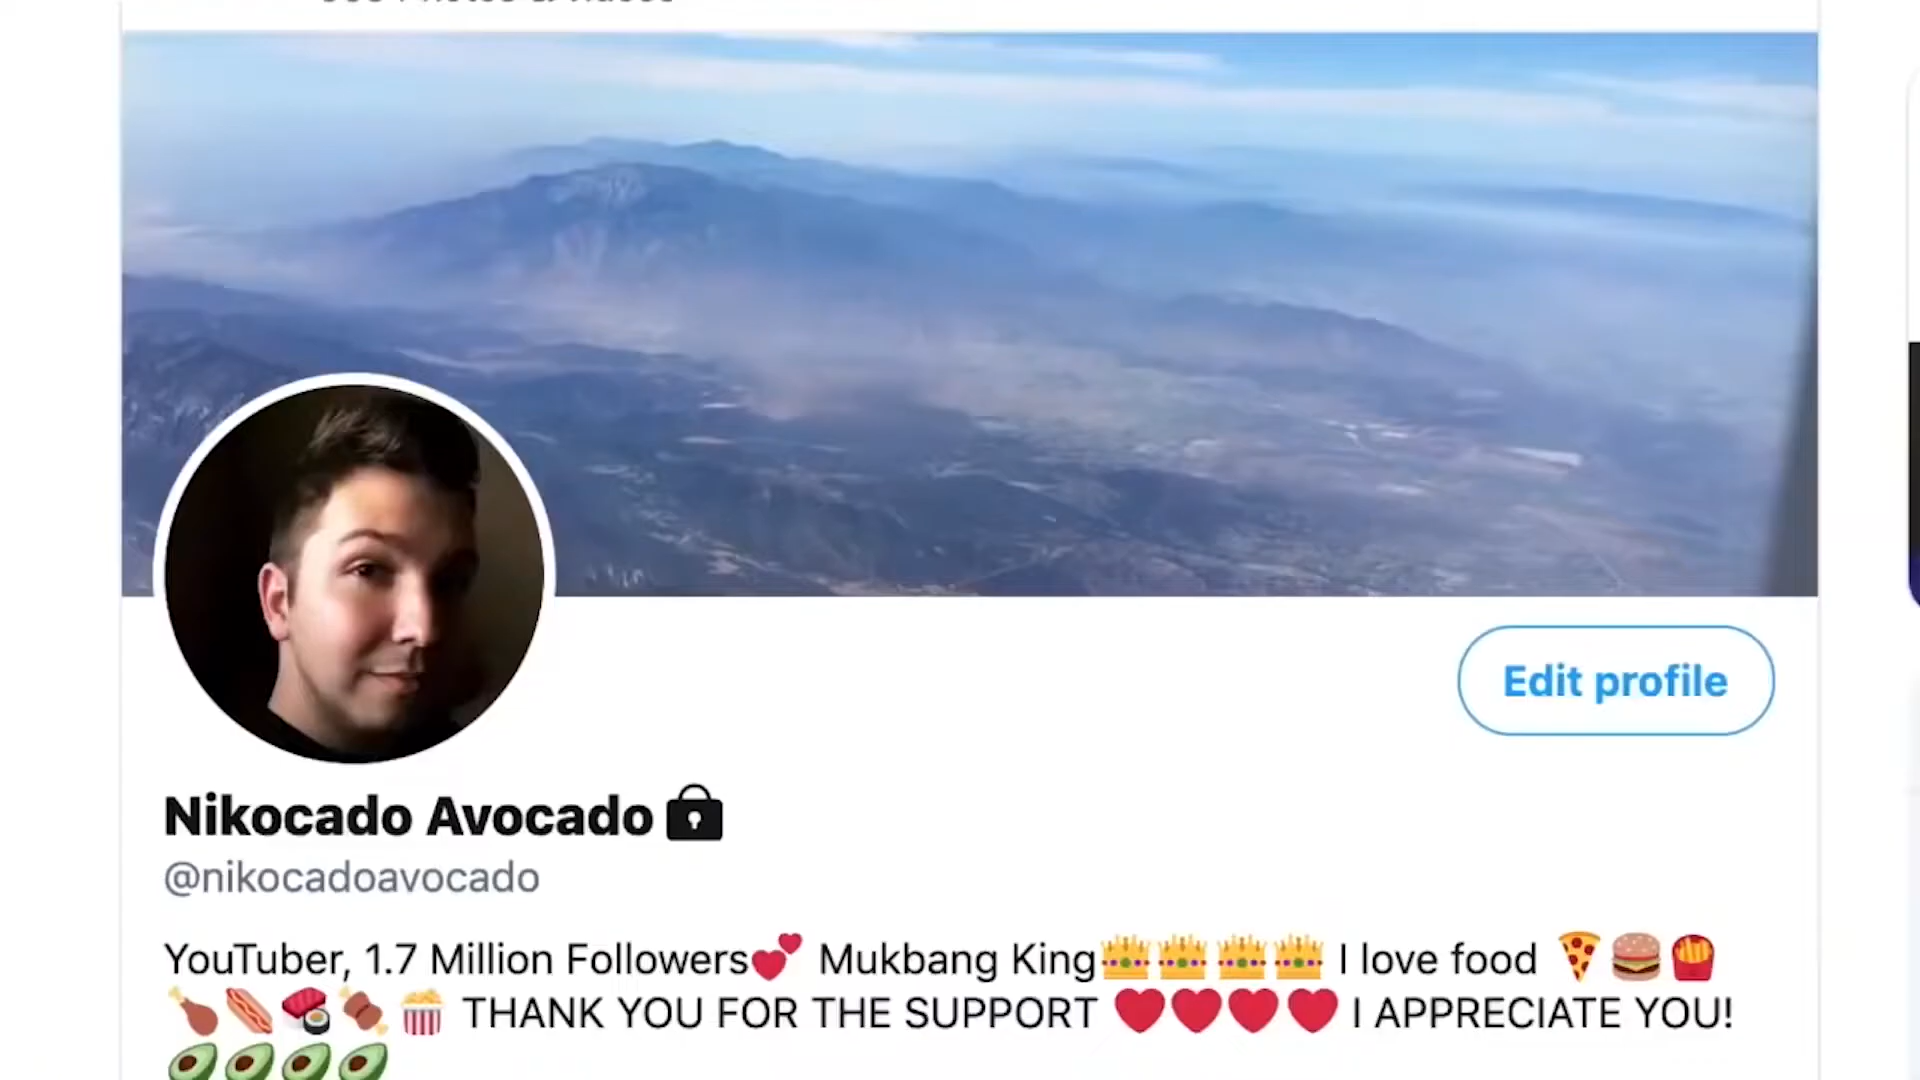 Edit profile
Nikocado Avocado
@nikocadoavocado
YouTuber, 1.7 Million Followers💕 Mukbang King👑👑👑👑 I love food 🍕🍔🍟
🍗🌭🍣🍖🍿 THANK YOU FOR THE SUPPORT ❤️❤️❤️❤️ I APPRECIATE YOU!
🥑🥑🥑🥑